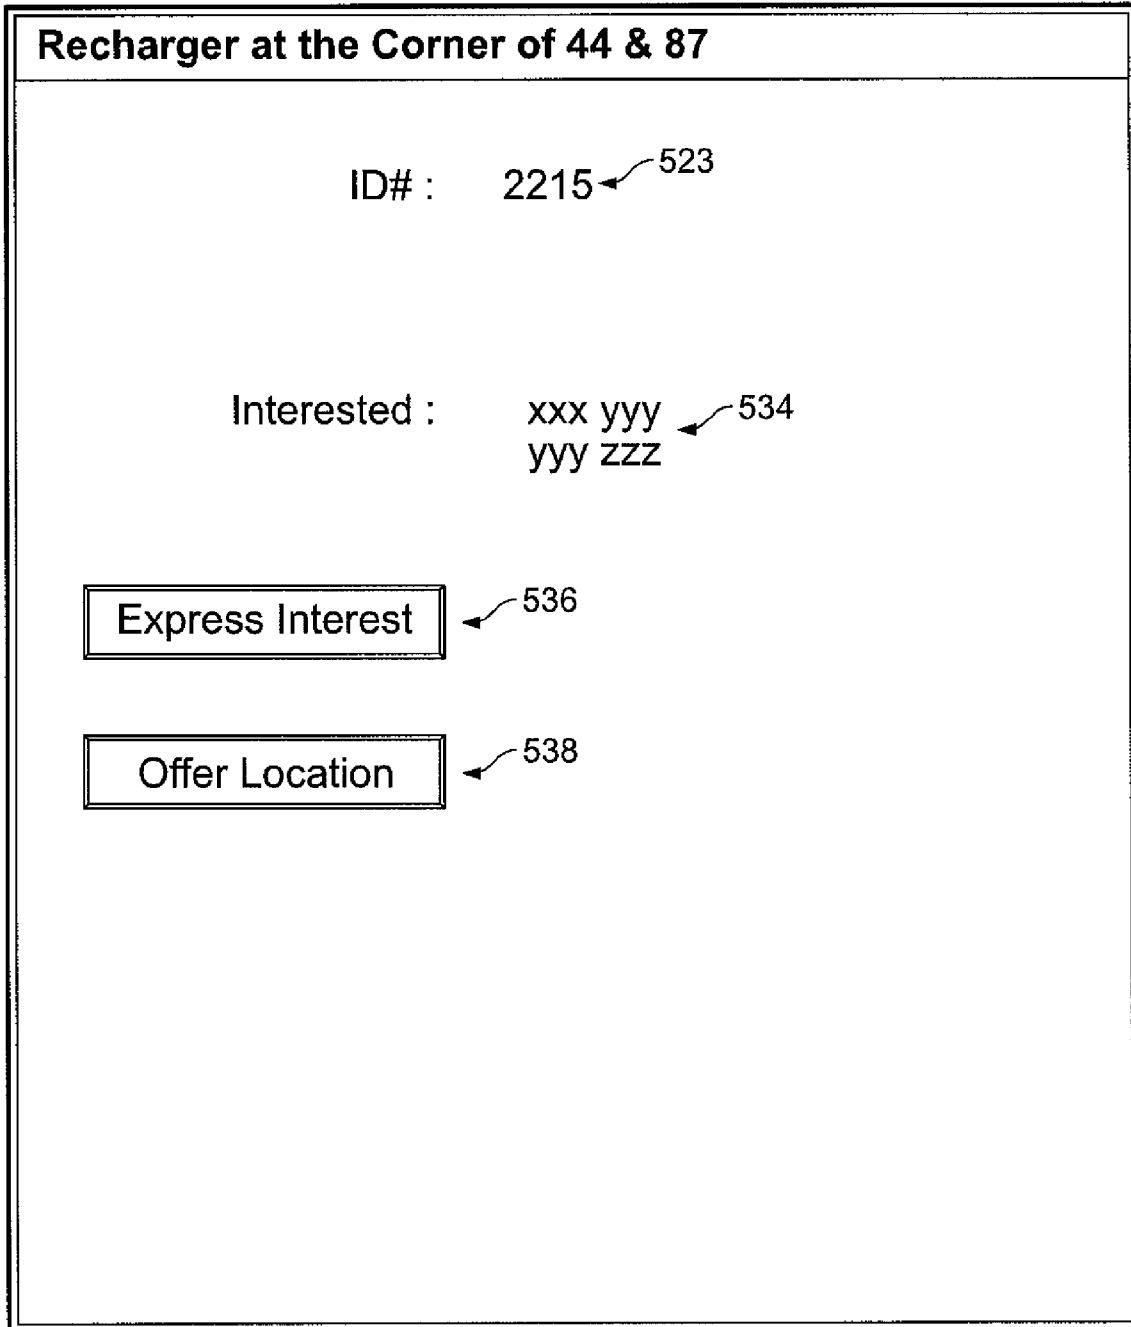 Recharger at the Corner of 44 & 87
ID# : 2215 523
Interested : xxx yyy 534
yyy zzz
Express Interest 536
Offer Location 538